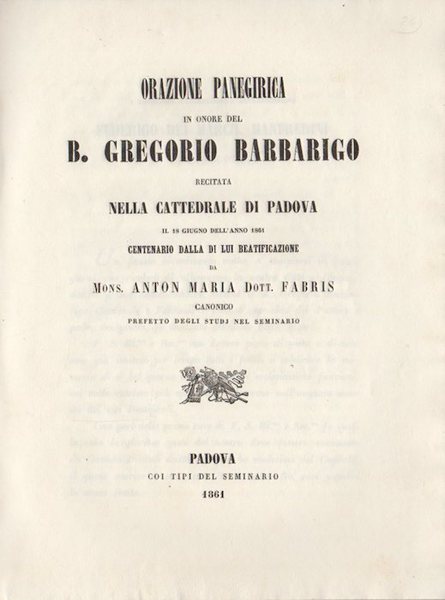 ORAZIONE PANEGIRICA
IN ONORE DEL
B. GREGORIO BARBARIGO
RECITATA
NELLA CATTEDRALE DI PADOVA
IL 18 GIUGNO DELL'ANNO 1861
CENTENARIO DALLA DI LUI BEATIFICAZIONE
DA
MONS. ANTON MARIA DOTT. FABRIS
CANONICO
PREFETTO DEGLI STUDJ NEL SEMINARIO
PADOVA
COI TIPI DEL SEMINARIO
1861